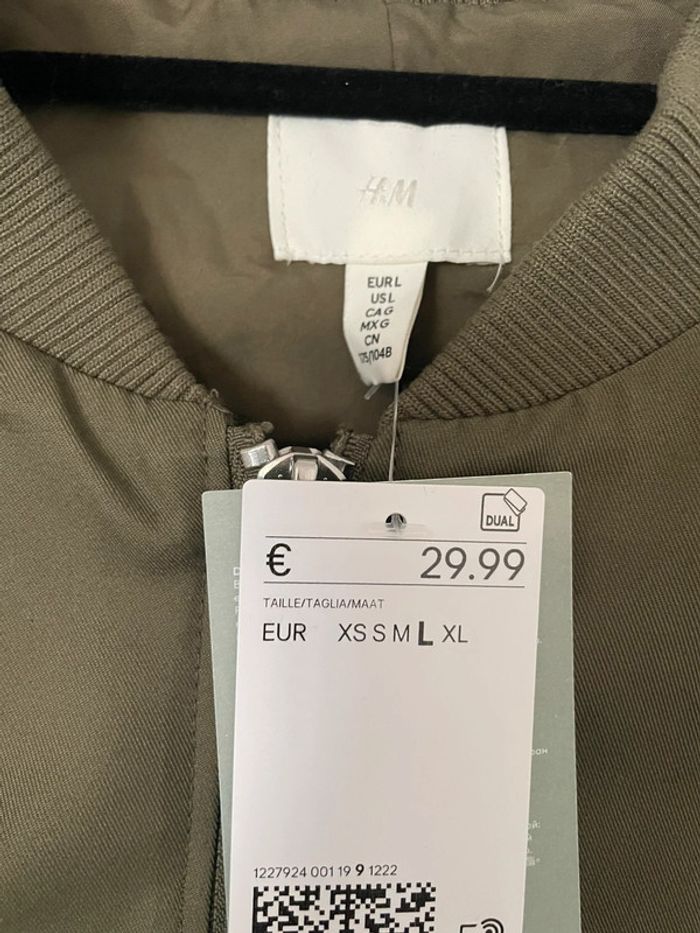 H&M
EUR L
US L
CA G
MX G
CN
175/104B
DUAL
€ 29.99
TAILLE/TAGLIA/MAAT
EUR XS S M L XL
1227924 001 19 9 1222